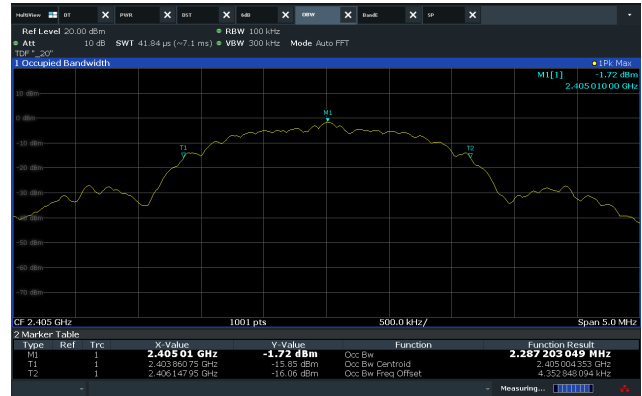 MultiView DT X PWR X DST X 6dB X OBW X BandE X SP X
Ref Level 20.00 dBm RBW 100 kHz
Att 10 dB SWT 41.84 µs (~7.1 ms) VBW 300 kHz Mode Auto FFT
TDF "_20"
1 Occupied Bandwidth 1Pk Max
M1[1] -1.72 dBm
2.405 010 00 GHz
10 dBm
0 dBm
M1
-10 dBm
T1 T2
-20 dBm
-30 dBm
-40 dBm
-50 dBm
-60 dBm
-70 dBm
CF 2.405 GHz 1001 pts 500.0 kHz/ Span 5.0 MHz
2 Marker Table
Type Ref Trc X-Value Y-Value Function Function Result
M1 1 2.405 01 GHz -1.72 dBm Occ Bw 2.287 203 049 MHz
T1 1 2.403 860 75 GHz -15.85 dBm Occ Bw Centroid 2.405 004 353 GHz
T2 1 2.406 147 95 GHz -16.06 dBm Occ Bw Freq Offset 4.352 848 094 kHz
Measuring...